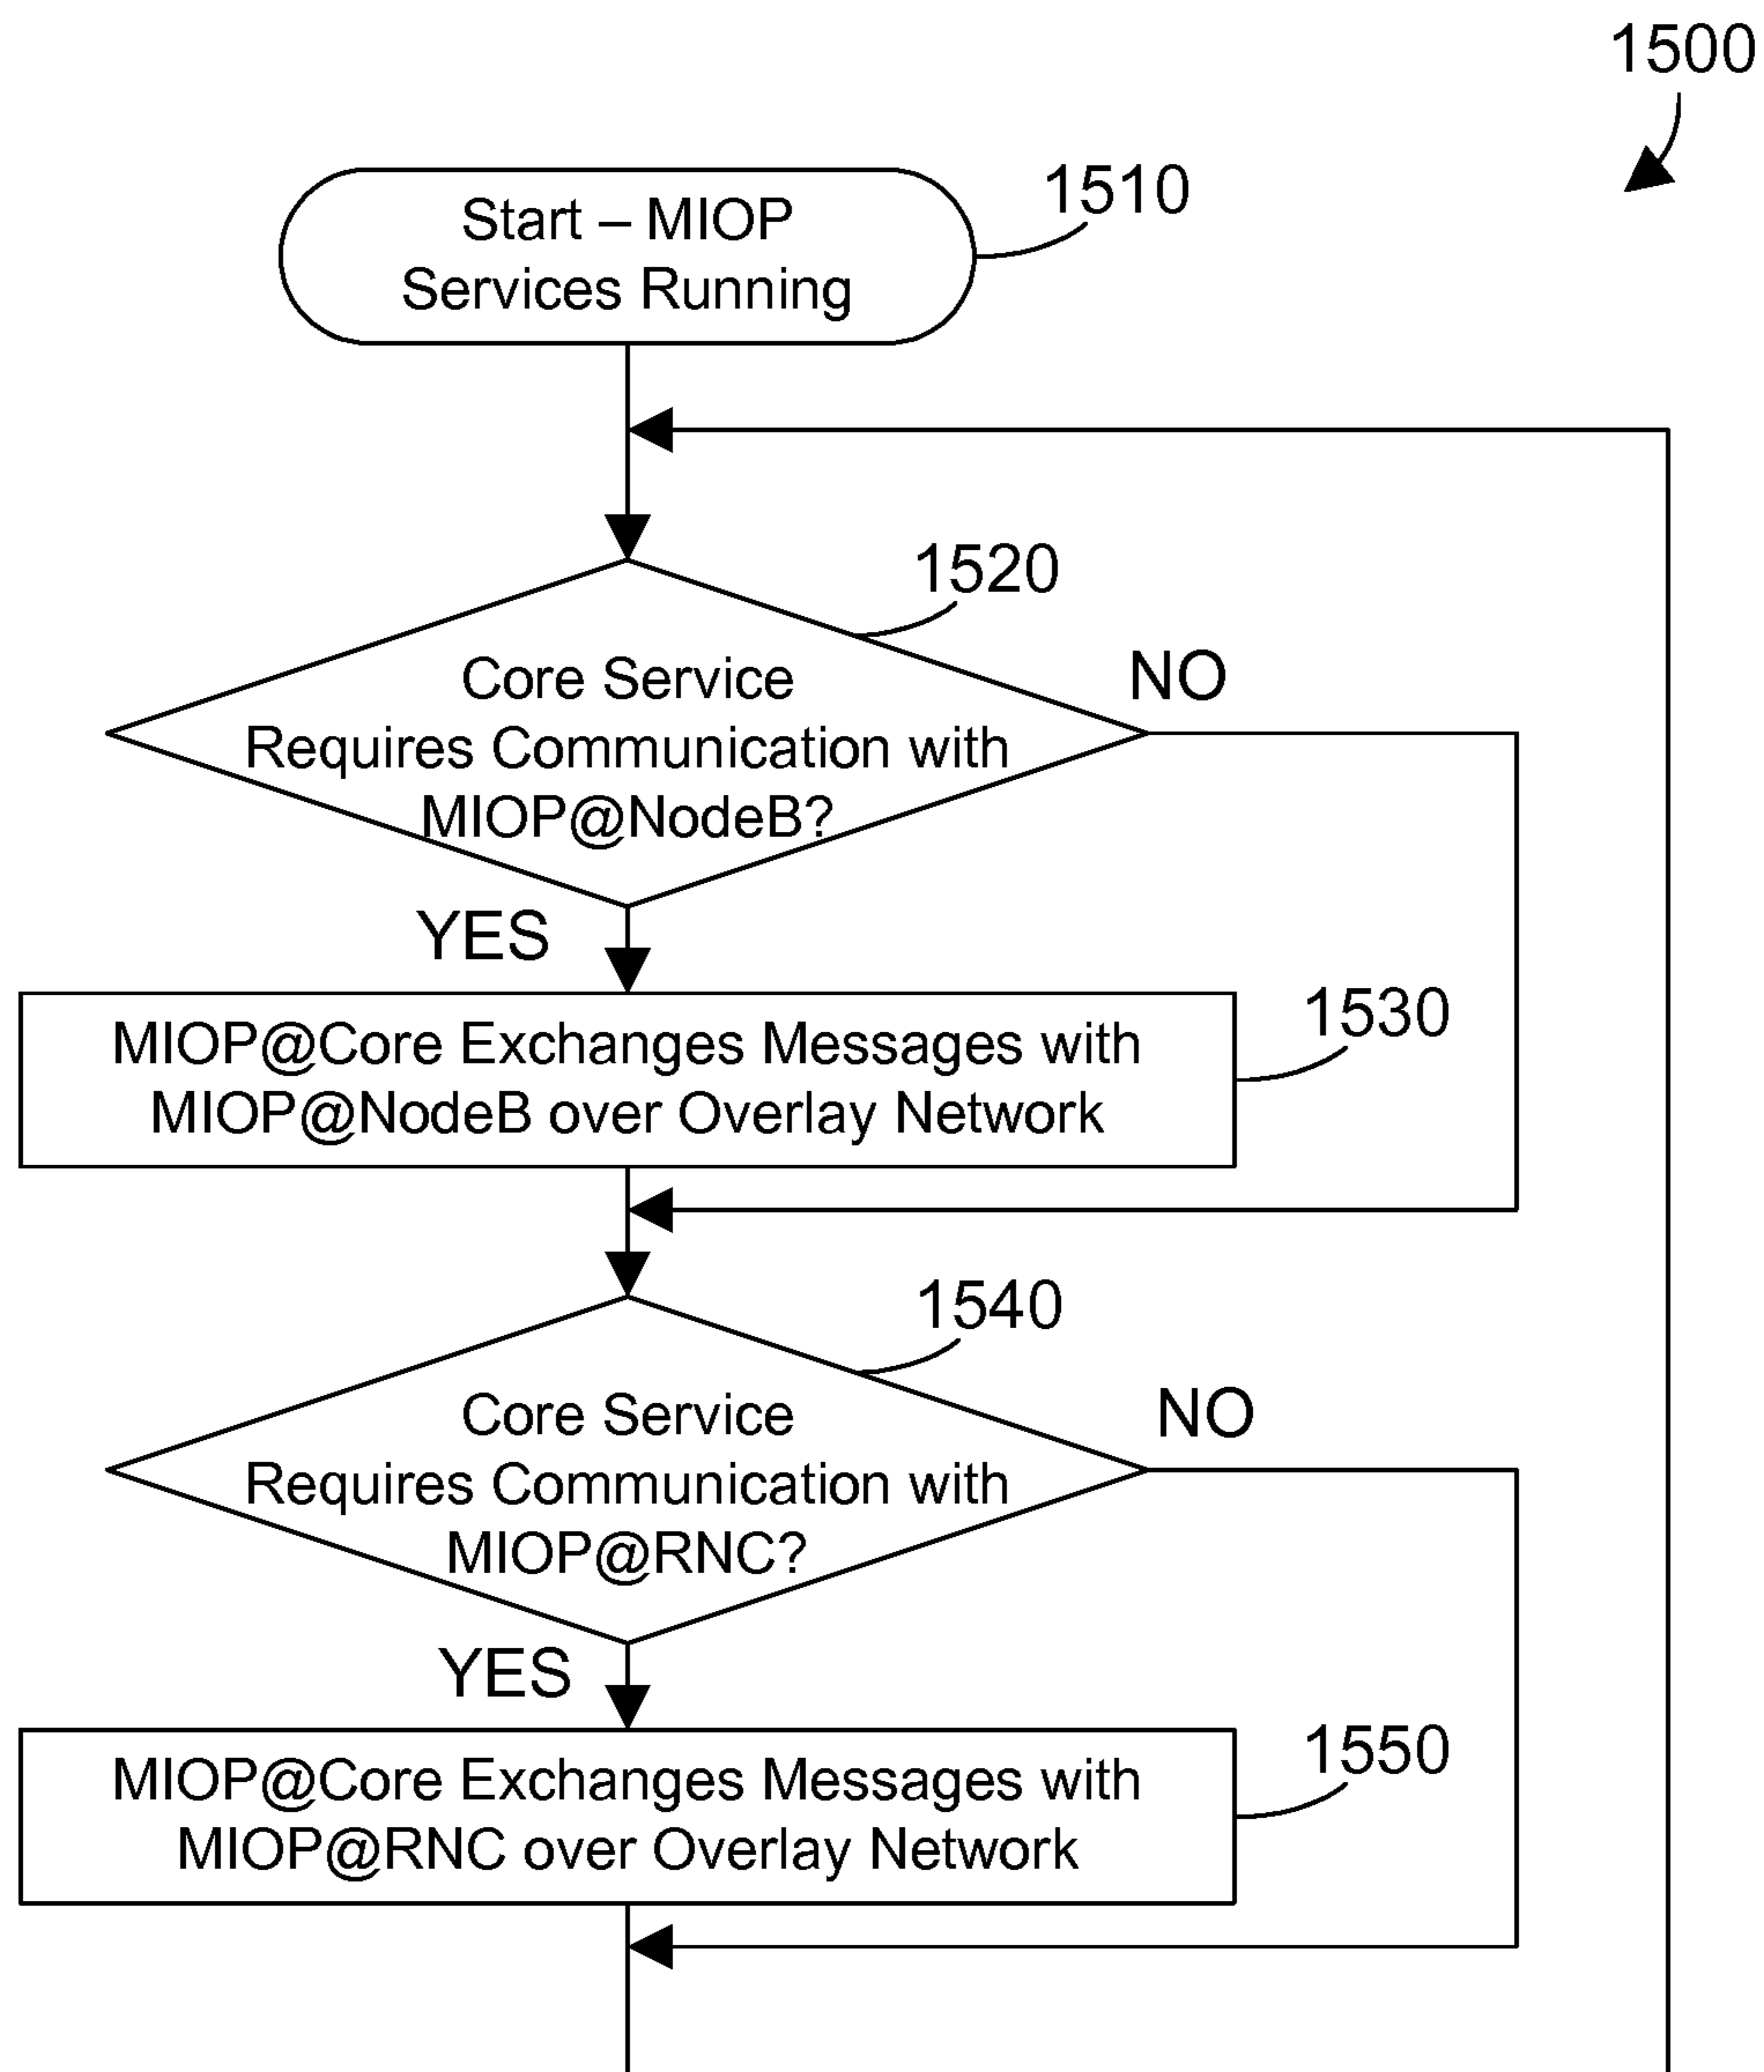 1500
Start – MIOP
Services Running
1510
1520
Core Service
Requires Communication with
MIOP@NodeB?
NO
YES
MIOP@Core Exchanges Messages with
MIOP@NodeB over Overlay Network
1530
1540
Core Service
Requires Communication with
MIOP@RNC?
NO
YES
MIOP@Core Exchanges Messages with
MIOP@RNC over Overlay Network
1550